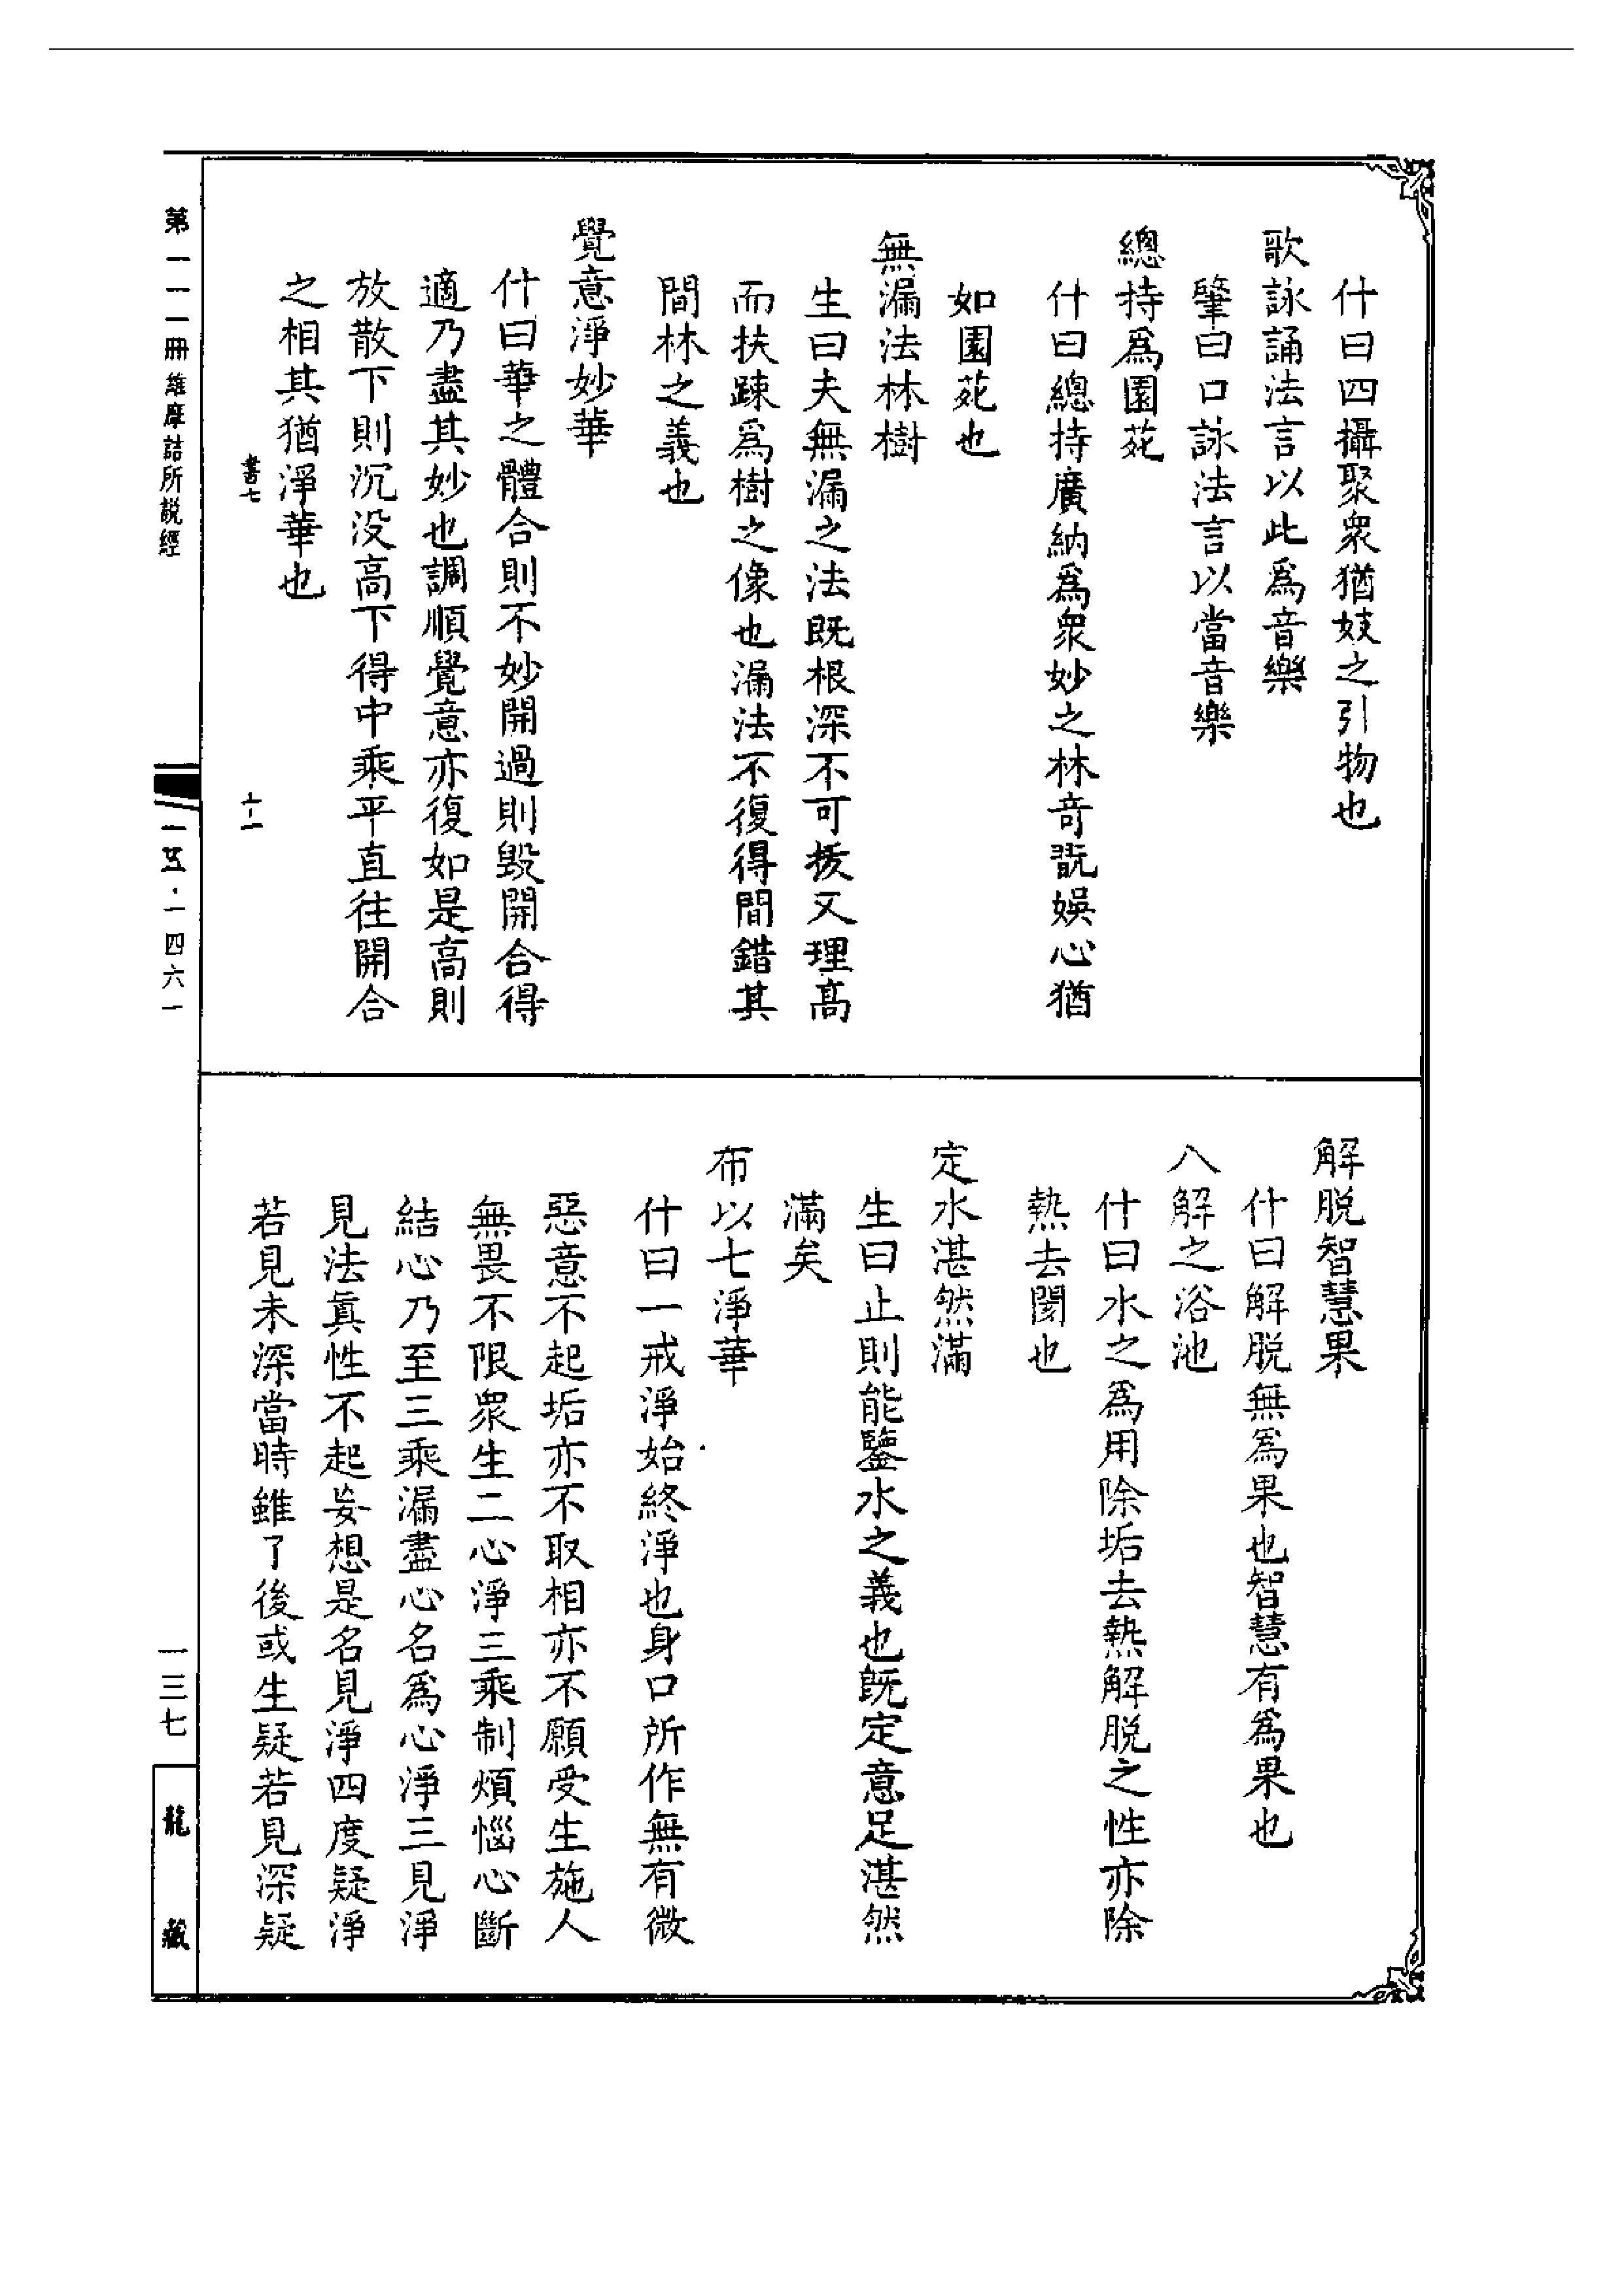 什曰四攝聚衆猶妓之引物也
歌詠誦法言以此爲音樂
肇曰口詠法言以當音樂
總持爲園苑
什曰總持廣納爲衆妙之林奇翫娛心猶
如園苑也
無漏法林樹
生曰夫無漏之法既根深不可拔又理高
而扶踈爲樹之像也漏法不復得間錯其
間林之義也
覺意淨妙華
什曰華之體合則不妙開過則毀開合得
適乃盡其妙也調順覺意亦復如是高則
放散下則沉没高下得中乘平直往開合
之相其猶淨華也
書七
十一
解脱智慧果
什曰解脱無爲果也智慧有爲果也
八解之浴池
什曰水之爲用除垢去熱解脱之性亦除
熱去閡也
定水湛然滿
生曰止則能鑒水之義也既定意足湛然
滿矣
布以七淨華
什曰一戒淨始終淨也身口所作無有微
惡意不起垢亦不取相亦不願受生施人
無畏不限衆生二心淨三乘制煩惱心斷
結心乃至三乘漏盡心名爲心淨三見淨
見法真性不起妄想是名見淨四度疑淨
若見未深當時雖了後或生疑若見深疑
第一一一册
維摩詰所説經
一五·一四六一
一三七
龍藏